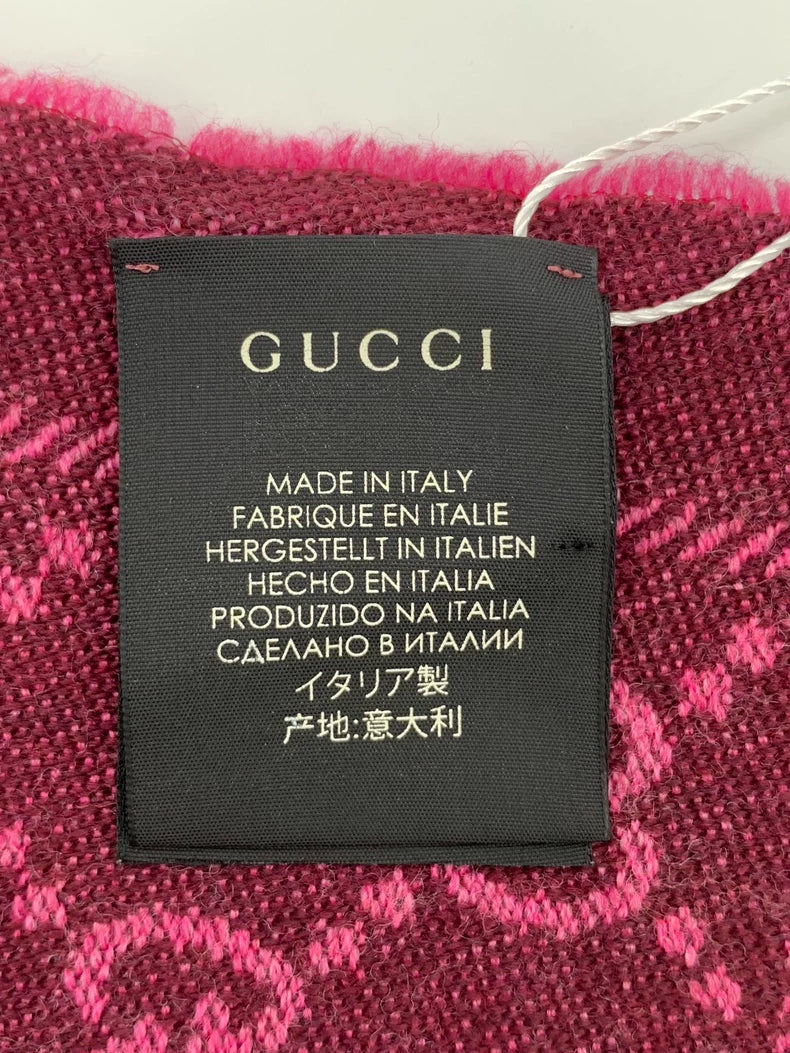 GUCCI
MADE IN ITALY
FABRIQUE EN ITALIE
HERGESTELLT IN ITALIEN
HECHO EN ITALIA
PRODUZIDO NA ITALIA
СДЕЛАНО В ИТАЛИИ
イタリア製
产地:意大利